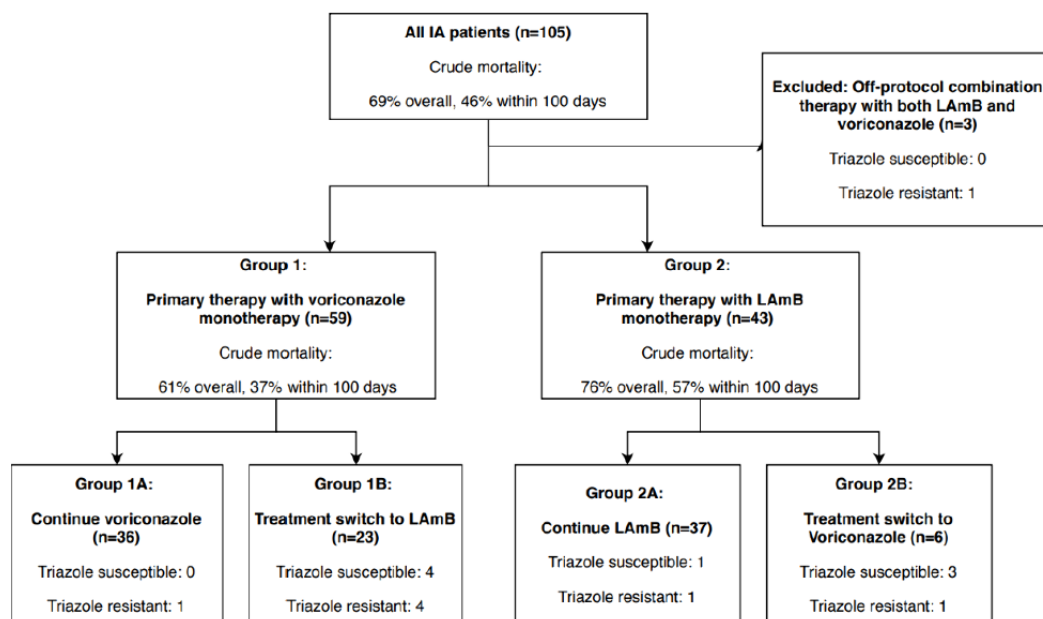 All IA patients (n=105)
Crude mortality:
69% overall, 46% within 100 days
Excluded: Off-protocol combination
therapy with both LAmB and
voriconazole (n=3)
Triazole susceptible: 0
Triazole resistant: 1
Group 1:
Primary therapy with voriconazole
monotherapy (n=59)
Crude mortality:
61% overall, 37% within 100 days
Group 2:
Primary therapy with LAmB
monotherapy (n=43)
Crude mortality:
76% overall, 57% within 100 days
Group 1A:
Continue voriconazole
(n=36)
Triazole susceptible: 0
Triazole resistant: 1
Group 1B:
Treatment switch to LAmB
(n=23)
Triazole susceptible: 4
Triazole resistant: 4
Group 2A:
Continue LAmB (n=37)
Triazole susceptible: 1
Triazole resistant: 1
Group 2B:
Treatment switch to
Voriconazole (n=6)
Triazole susceptible: 3
Triazole resistant: 1